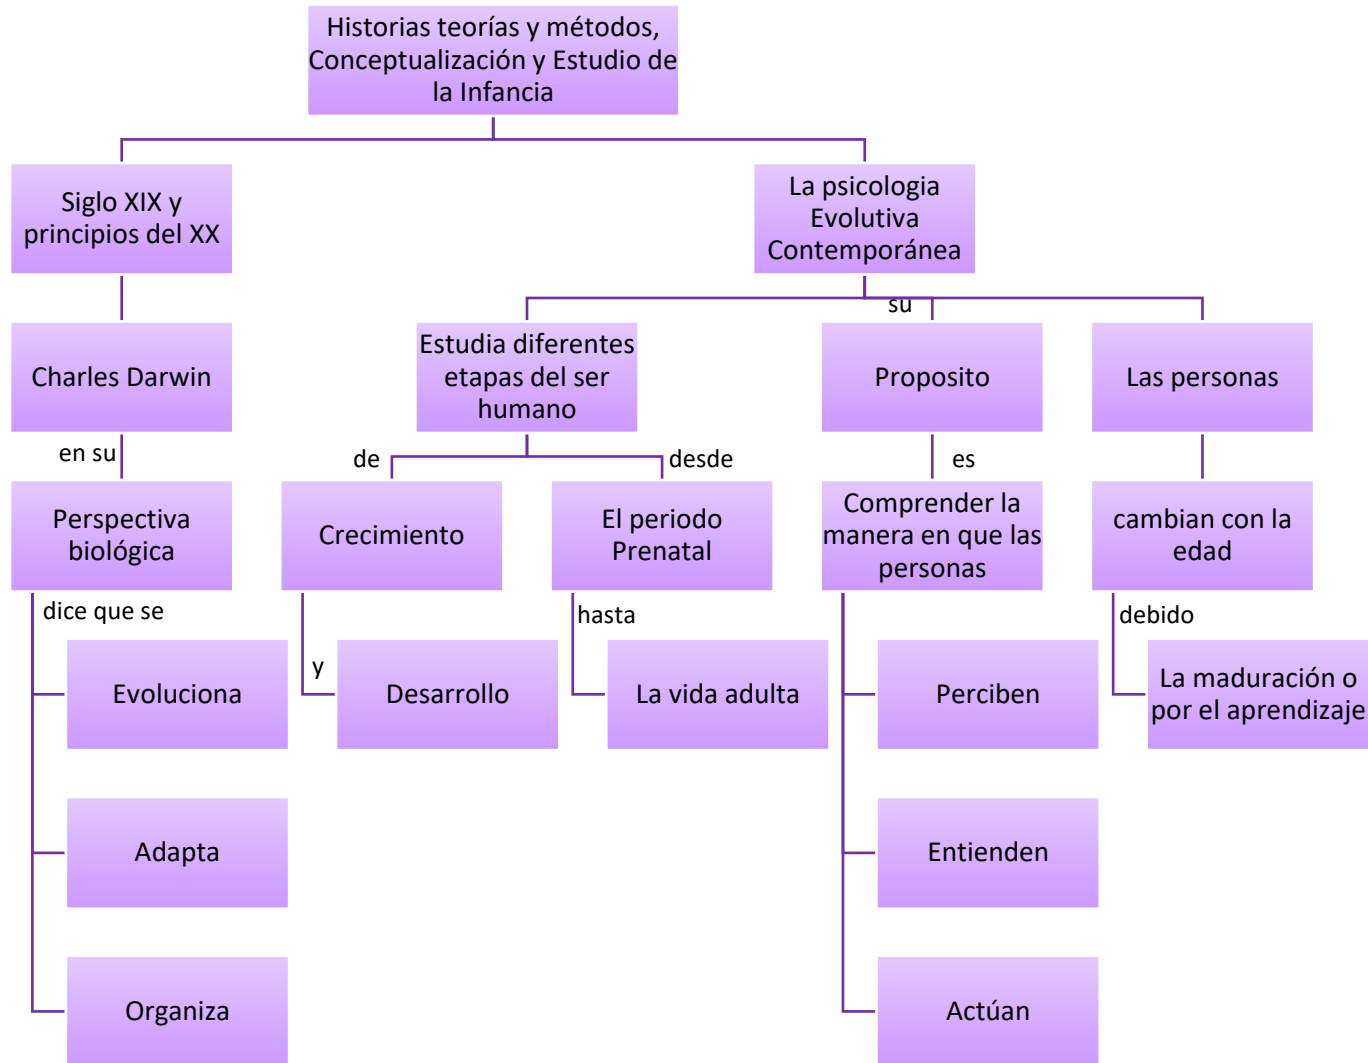 Historias teorías y métodos,
Conceptualización y Estudio de
la Infancia
Siglo XIX y
principios del XX
La psicologia
Evolutiva
Contemporánea
su
Charles Darwin
Estudia diferentes
etapas del ser
humano
Proposito
Las personas
en su
de
desde
es
Perspectiva
biológica
Crecimiento
El periodo
Prenatal
Comprender la
manera en que las
personas
cambian con la
edad
dice que se
y
hasta
debido
Evoluciona
Desarrollo
La vida adulta
Perciben
La maduración o
por el aprendizaje
Adapta
Entienden
Organiza
Actúan